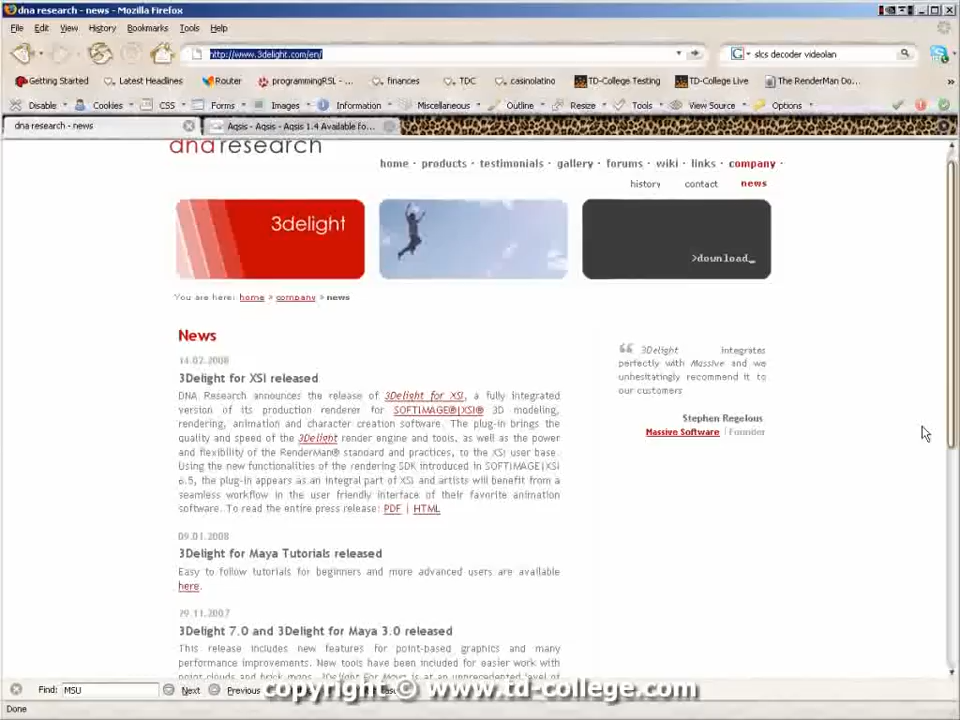 dna research - news - Mozilla Firefox
File Edit View History Bookmarks Tools Help
http://www.3delight.com/en/
slcs decoder videolan
Getting Started Latest Headlines Router programmingRSL - ... finances TDC casinolatino TD-College Testing TD-College Live The RenderMan Do...
Disable Cookies CSS Forms Images Information Miscellaneous Outline Resize Tools View Source Options
dna research - news
Aqsis - Aqsis - Aqsis 1.4 Available fo...
dna research
home · products · testimonials · gallery · forums · wiki · links · company ·
history contact news
3delight
>download_
You are here: home > company > news
News
14.02.2008
3Delight for XSI released
DNA Research announces the release of 3Delight for XSI, a fully integrated
version of its production renderer for SOFTIMAGE®|XSI® 3D modeling,
rendering, animation and character creation software. The plug-in brings the
quality and speed of the 3Delight render engine and tools, as well as the power
and flexibility of the RenderMan® standard and practices, to the XSI user base.
Using the new functionalities of the rendering SDK introduced in SOFTIMAGE|XSI
6.5, the plug-in appears as an integral part of XSI and artists will benefit from a
seamless workflow in the user friendly interface of their favorite animation
software. To read the entire press release: PDF | HTML
09.01.2008
3Delight for Maya Tutorials released
Easy to follow tutorials for beginners and more advanced users are available
here.
29.11.2007
3Delight 7.0 and 3Delight for Maya 3.0 released
This release includes new features for point-based graphics and many
performance improvements. New tools have been included for easier work with
point clouds and brick maps. 3Delight For Maya is at an unprecedented
“ 3Delight integrates
perfectly with Massive and we
unhesitatingly recommend it to
our customers
Stephen Regelous
Massive Software | Founder
Find: MSU Next Previous
copyright © www.td-college.com
Done